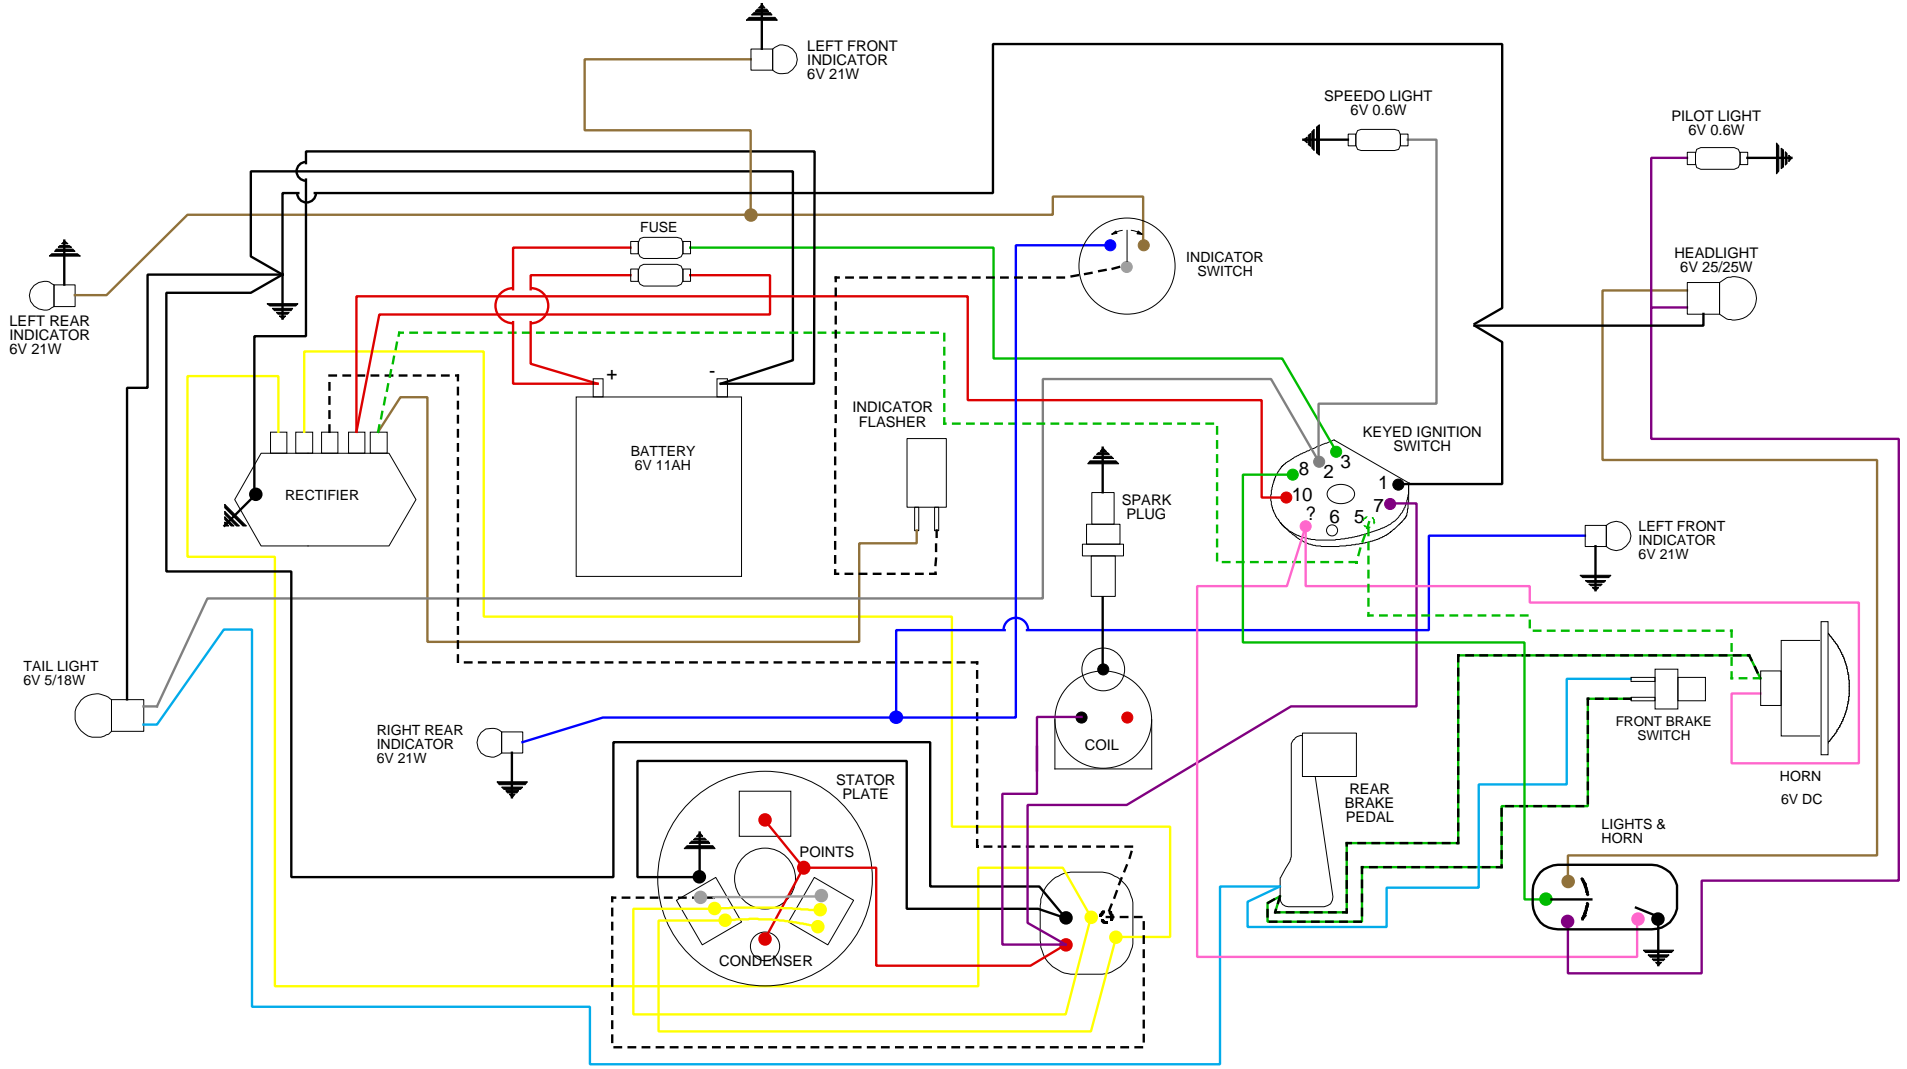 LEFT FRONT
INDICATOR
6V 21W
SPEEDO LIGHT
6V 0.6W
PILOT LIGHT
6V 0.6W
FUSE
INDICATOR
SWITCH
HEADLIGHT
6V 25/25W
LEFT REAR
INDICATOR
6V 21W
+
-
INDICATOR
FLASHER
BATTERY
6V 11AH
KEYED IGNITION
SWITCH
RECTIFIER
8
2
3
10
1
?
6
5
7
SPARK
PLUG
LEFT FRONT
INDICATOR
6V 21W
TAIL LIGHT
6V 5/18W
RIGHT REAR
INDICATOR
6V 21W
COIL
FRONT BRAKE
SWITCH
HORN
6V DC
STATOR
PLATE
REAR
BRAKE
PEDAL
LIGHTS &
HORN
POINTS
CONDENSER